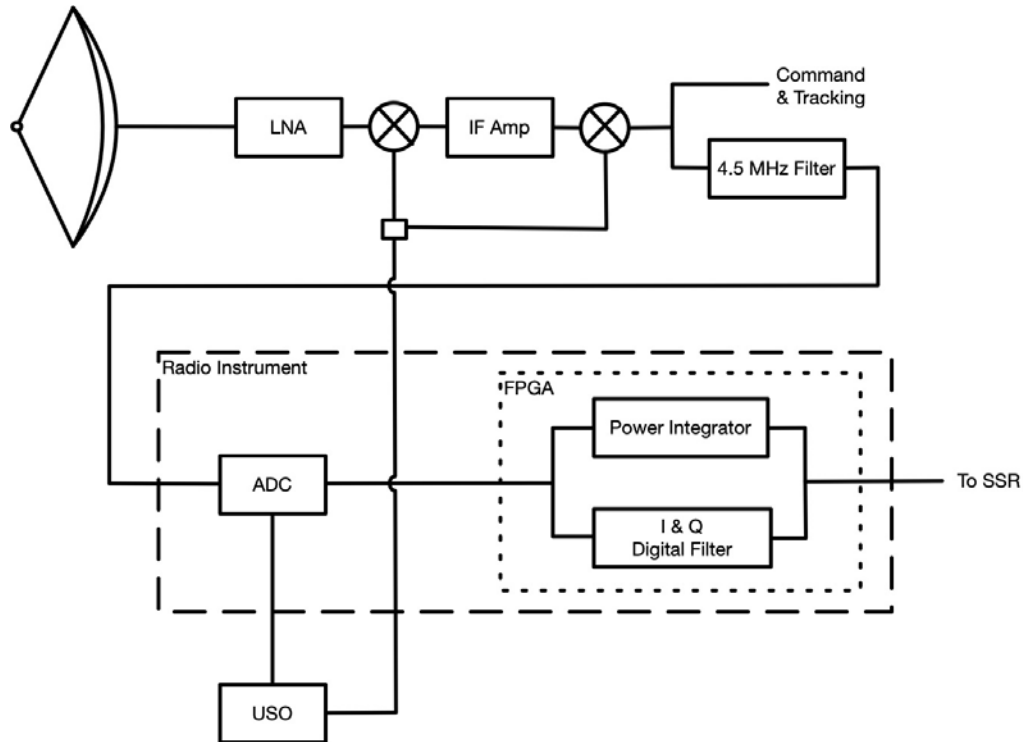 Command
& Tracking
LNA
IF Amp
4.5 MHz Filter
Radio Instrument
FPGA
Power Integrator
ADC
To SSR
I & Q
Digital Filter
USO